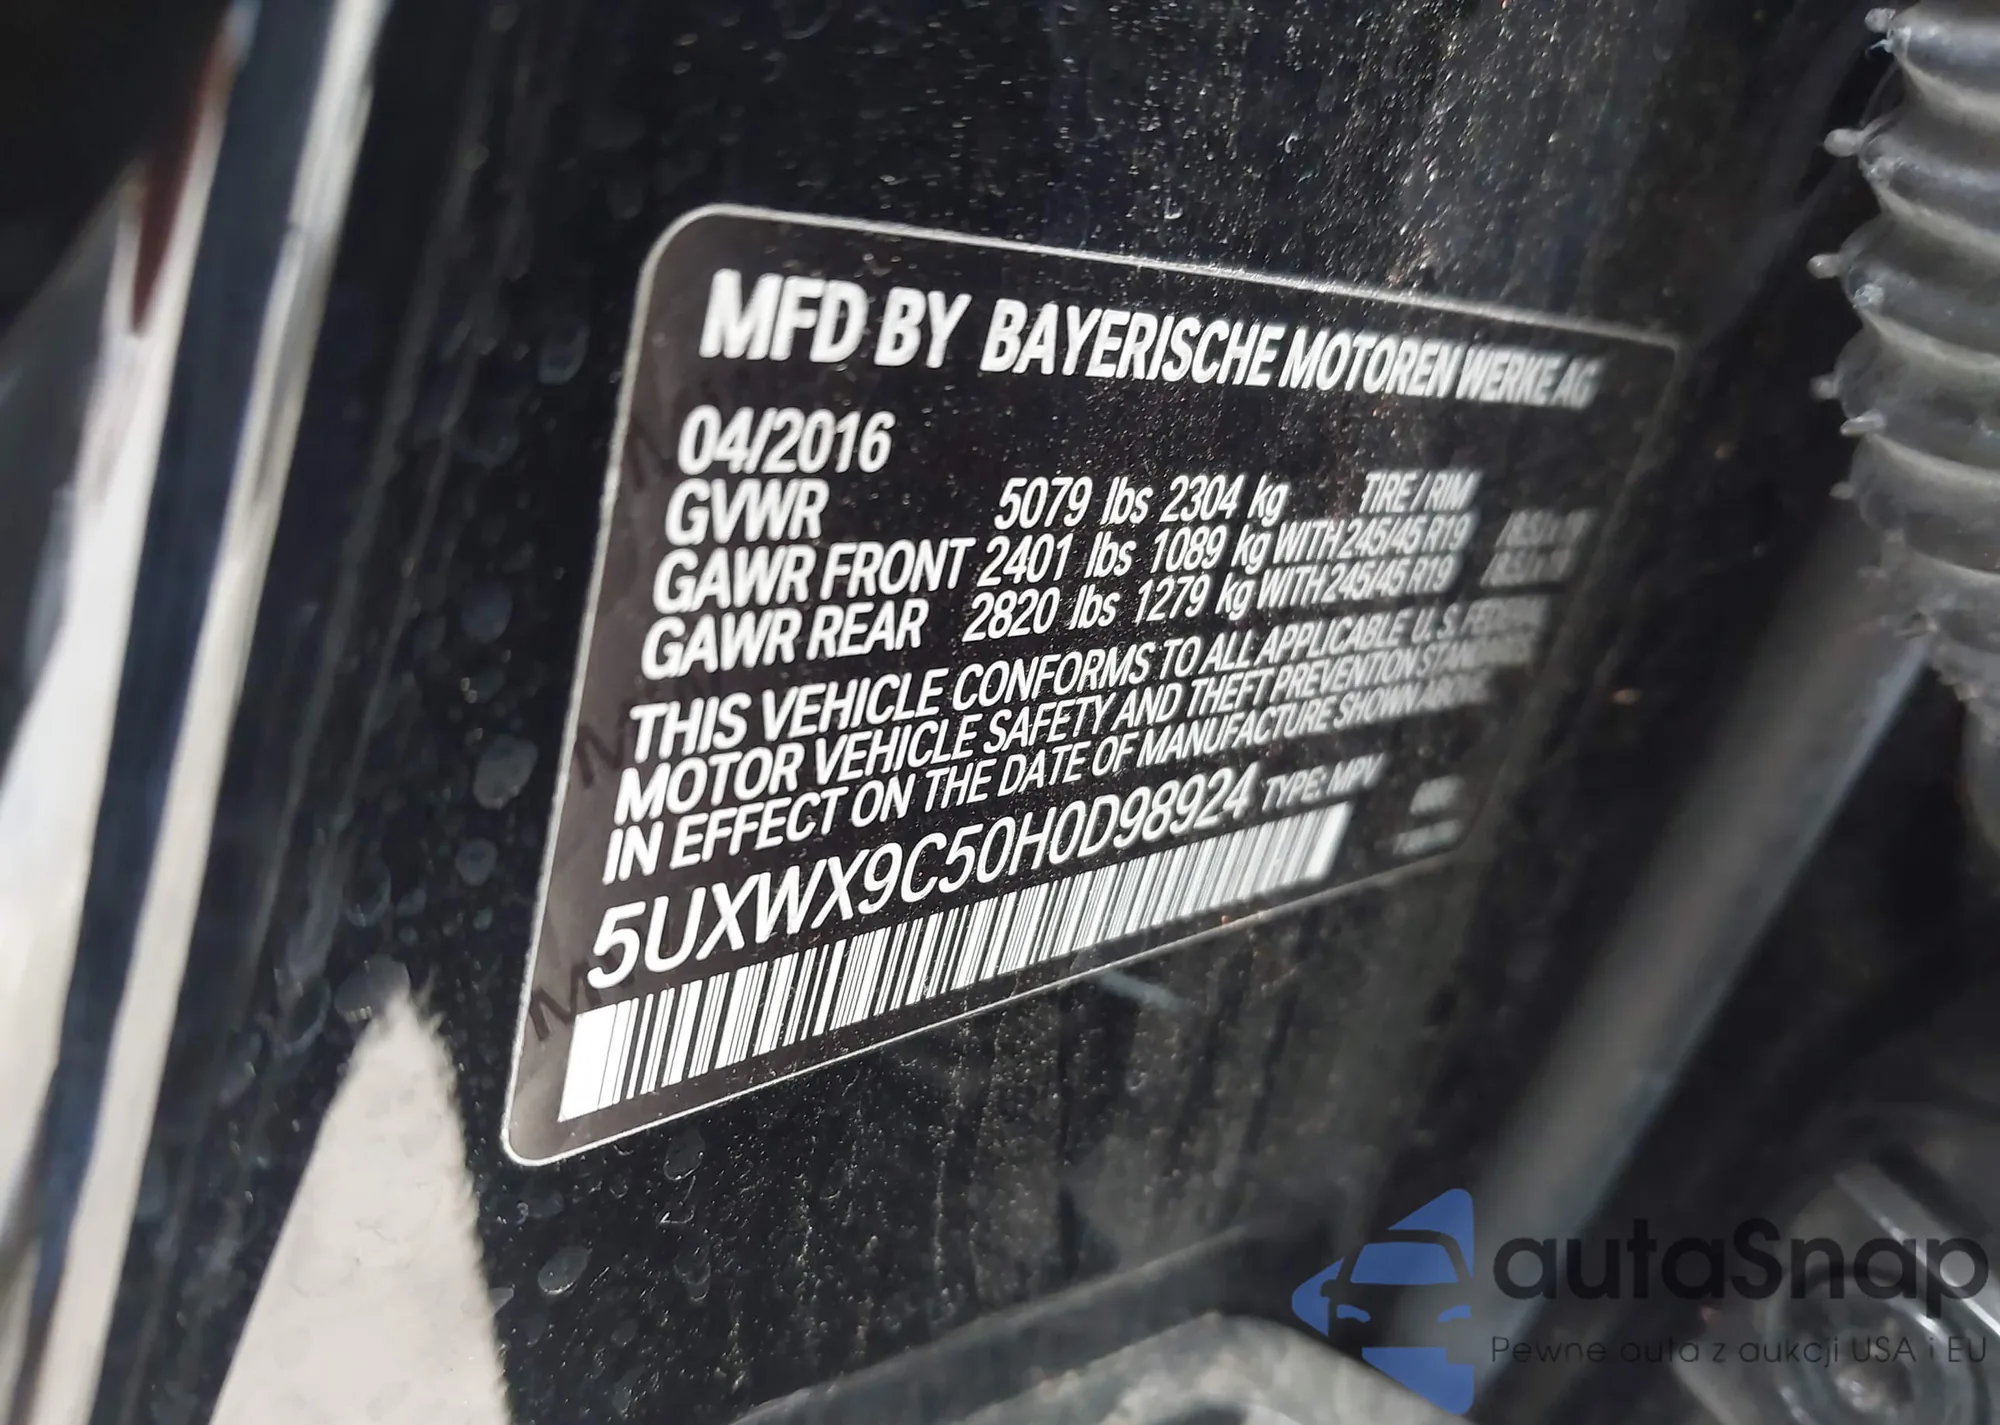 MFD BY BAYERISCHE MOTOREN WERKE AG
04/2016
GVWR 5079 lbs 2304 kg TIRE / RIM
GAWR FRONT 2401 lbs 1089 kg WITH 245/45 R19
GAWR REAR 2820 lbs 1279 kg WITH 245/45 R19
THIS VEHICLE CONFORMS TO ALL APPLICABLE U.S. FEDERAL
MOTOR VEHICLE SAFETY AND THEFT PREVENTION STANDARDS
IN EFFECT ON THE DATE OF MANUFACTURE SHOWN ABOVE.
5UXWX9C50H0D98924 TYPE: MPV
autaSnap
Pewne auta z aukcji USA i EU